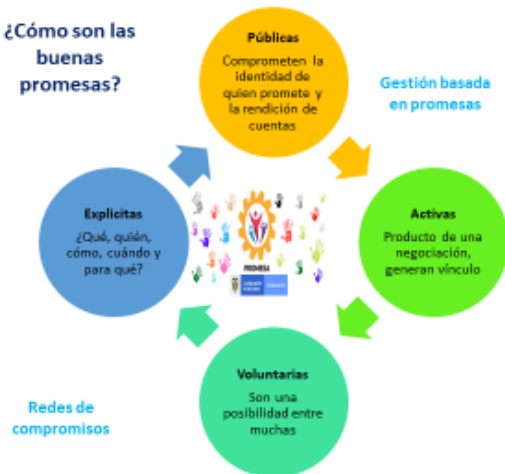 ¿Cómo son las
buenas
promesas?
Públicas
Comprometen la
identidad de
quien promete y
la rendición de
cuentas
Gestión basada
en promesas
Explicitas
¿Qué, quién,
cómo, cuándo y
para qué?
PROMESA
Activas
Producto de una
negociación,
generan vínculo
Voluntarias
Son una
posibilidad entre
muchas
Redes de
compromisos